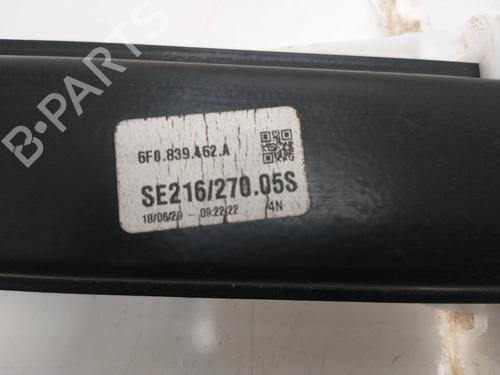 B-PARTS
6F0.839.462.A
SE216/270.05S
18/06/20 - 09:22:22 4N